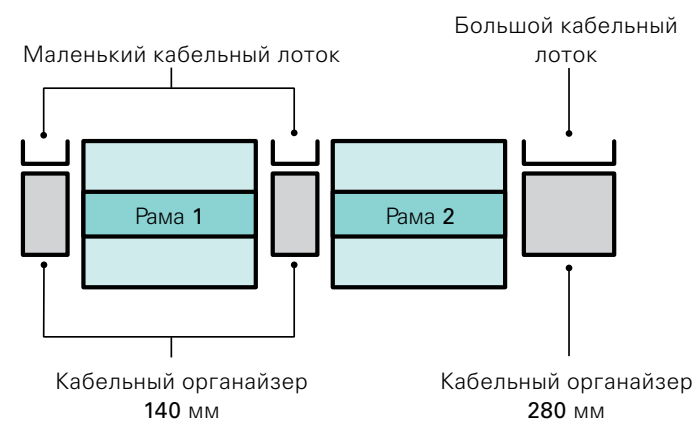 Большой кабельный
лоток
Маленький кабельный лоток
Рама 1
Рама 2
Кабельный органайзер
140 мм
Кабельный органайзер
280 мм